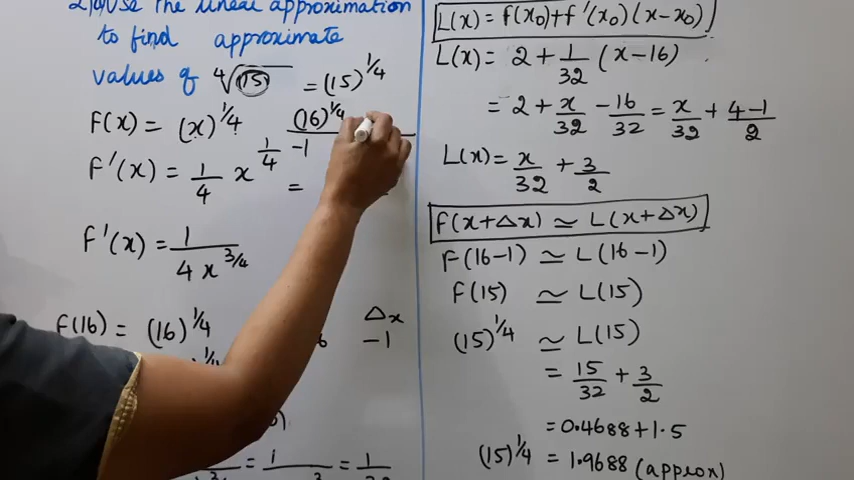 2) a) Use the linear approximation
to find approximate
values of ∜15 = (15)^1/4
F(x) = (x)^1/4 (16)^1/4
F'(x) = 1/4 x^1/4 -1 =
F'(x) = 1/4x^3/4
F(16) = (16)^1/4 Δx
-1
= 1/32
L(x) = F(x₀) + F'(x₀) (x-x₀)
L(x) = 2 + 1/32 (x-16)
= 2 + x/32 - 16/32 = x/32 + 4-1/2
L(x) = x/32 + 3/2
F(x+Δx) ≃ L(x+Δx)
F(16-1) ≃ L(16-1)
F(15) ≃ L(15)
(15)^1/4 ≃ L(15)
= 15/32 + 3/2
= 0.4688 + 1.5
(15)^1/4 = 1.9688 (approx)